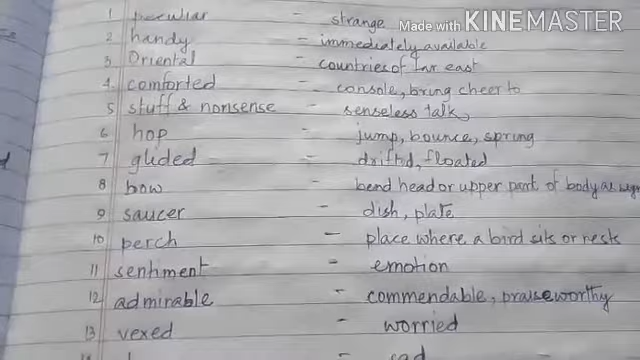 Made with KINEMASTER
1 peculiar - strange
2 handy - immediately available
3 Oriental - countries of far east
4. comforted - console, bring cheer to
5 stuff & nonsense - senseless talk,
6 hop - jump, bounce, spring
7 glided - drifted, floated
8 bow - bend head or upper part of body as
9 saucer - dish, plate
10 perch - place where a bird sits or rests
11 sentiment - emotion
12 admirable - commendable, praiseworthy
13 vexed - worried
- sad